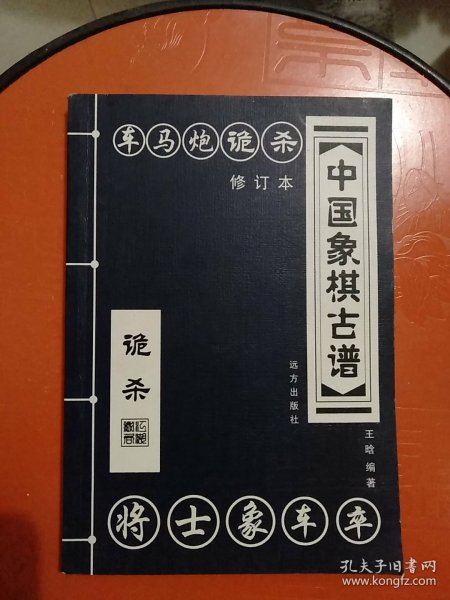 车马炮诡杀
修订本
中国象棋古谱
诡杀
远方出版社
王晗 编著
将士象车卒
孔夫子旧书网
www.kongfz.com